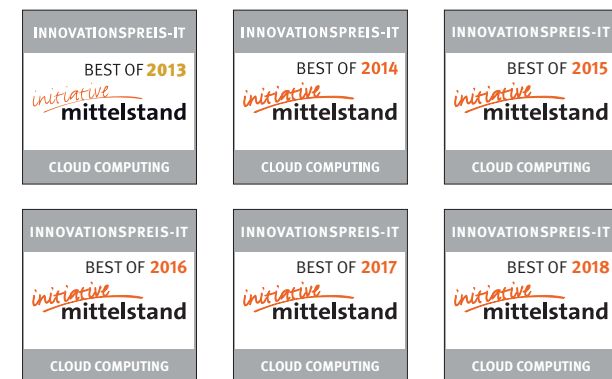 INNOVATIONSPREIS-IT
BEST OF 2013
initiative
mittelstand
CLOUD COMPUTING
INNOVATIONSPREIS-IT
BEST OF 2014
initiative
mittelstand
CLOUD COMPUTING
INNOVATIONSPREIS-IT
BEST OF 2015
initiative
mittelstand
CLOUD COMPUTING
INNOVATIONSPREIS-IT
BEST OF 2016
initiative
mittelstand
CLOUD COMPUTING
INNOVATIONSPREIS-IT
BEST OF 2017
initiative
mittelstand
CLOUD COMPUTING
INNOVATIONSPREIS-IT
BEST OF 2018
initiative
mittelstand
CLOUD COMPUTING